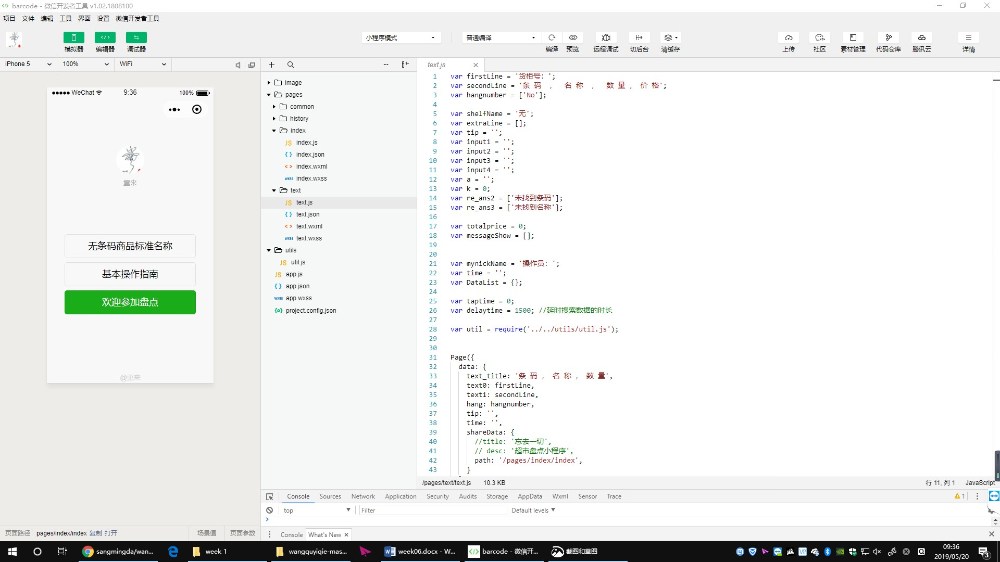 barcode - 微信开发者工具 v1.02.1808100
项目 文件 编辑 工具 界面 设置 微信开发者工具
模拟器 编辑器 调试器
小程序模式 普通编译
编译 预览 远程调试 切后台 清缓存
上传 社区 素材管理 代码仓库 腾讯云 详情
iPhone 5 100% WiFi
WeChat 9:36 100%
重来
无条码商品标准名称
基本操作指南
欢迎参加盘点
@重来
页面路径 pages/index/index 复制 打开 场景值 页面参数
image
pages
common
history
index
index.js
index.json
index.wxml
index.wxss
text
text.js
text.json
text.wxml
text.wxss
utils
util.js
app.js
app.json
app.wxss
project.config.json
text.js
1 var firstLine = '货柜号: ';
2 var secondLine = '条 码 ， 名 称 ， 数 量 ，价 格';
3 var hangnumber = ['No'];
4
5 var shelfName = '无';
6 var extraLine = [];
7 var tip = '';
8 var input1 = '';
9 var input2 = '';
10 var input3 = '';
11 var input4 = '';
12 var a = '';
13 var k = 0;
14 var re_ans2 = ['未找到条码'];
15 var re_ans3 = ['未找到名称'];
16
17 var totalprice = 0;
18 var messageShow = [];
19
20
21 var mynickName = '操作员: ';
22 var time = '';
23 var DataList = {};
24
25 var taptime = 0;
26 var delaytime = 1500; //延时搜索数据的时长
27
28 var util = require('../../utils/util.js');
29
30
31 Page({
32 data: {
33 text_title: '条 码 ， 名 称 ， 数 量',
34 text0: firstLine,
35 text1: secondLine,
36 hang: hangnumber,
37 tip: '',
38 time: '',
39 shareData: {
40 //title: '忘去一切',
41 // desc: '超市盘点小程序',
42 path: '/pages/index/index',
43 }
/pages/text/text.js 10.3 KB 行 11, 列 1 JavaScript
Console Sources Network Application Security Audits Storage AppData Wxml Sensor Trace 1
top Filter Default levels
Console What's New
sangmingda/wan... week 1 wangquyiqie-mas... week06.docx - W... barcode - 微信开... 截图和草图
09:36
2019/05/20
3